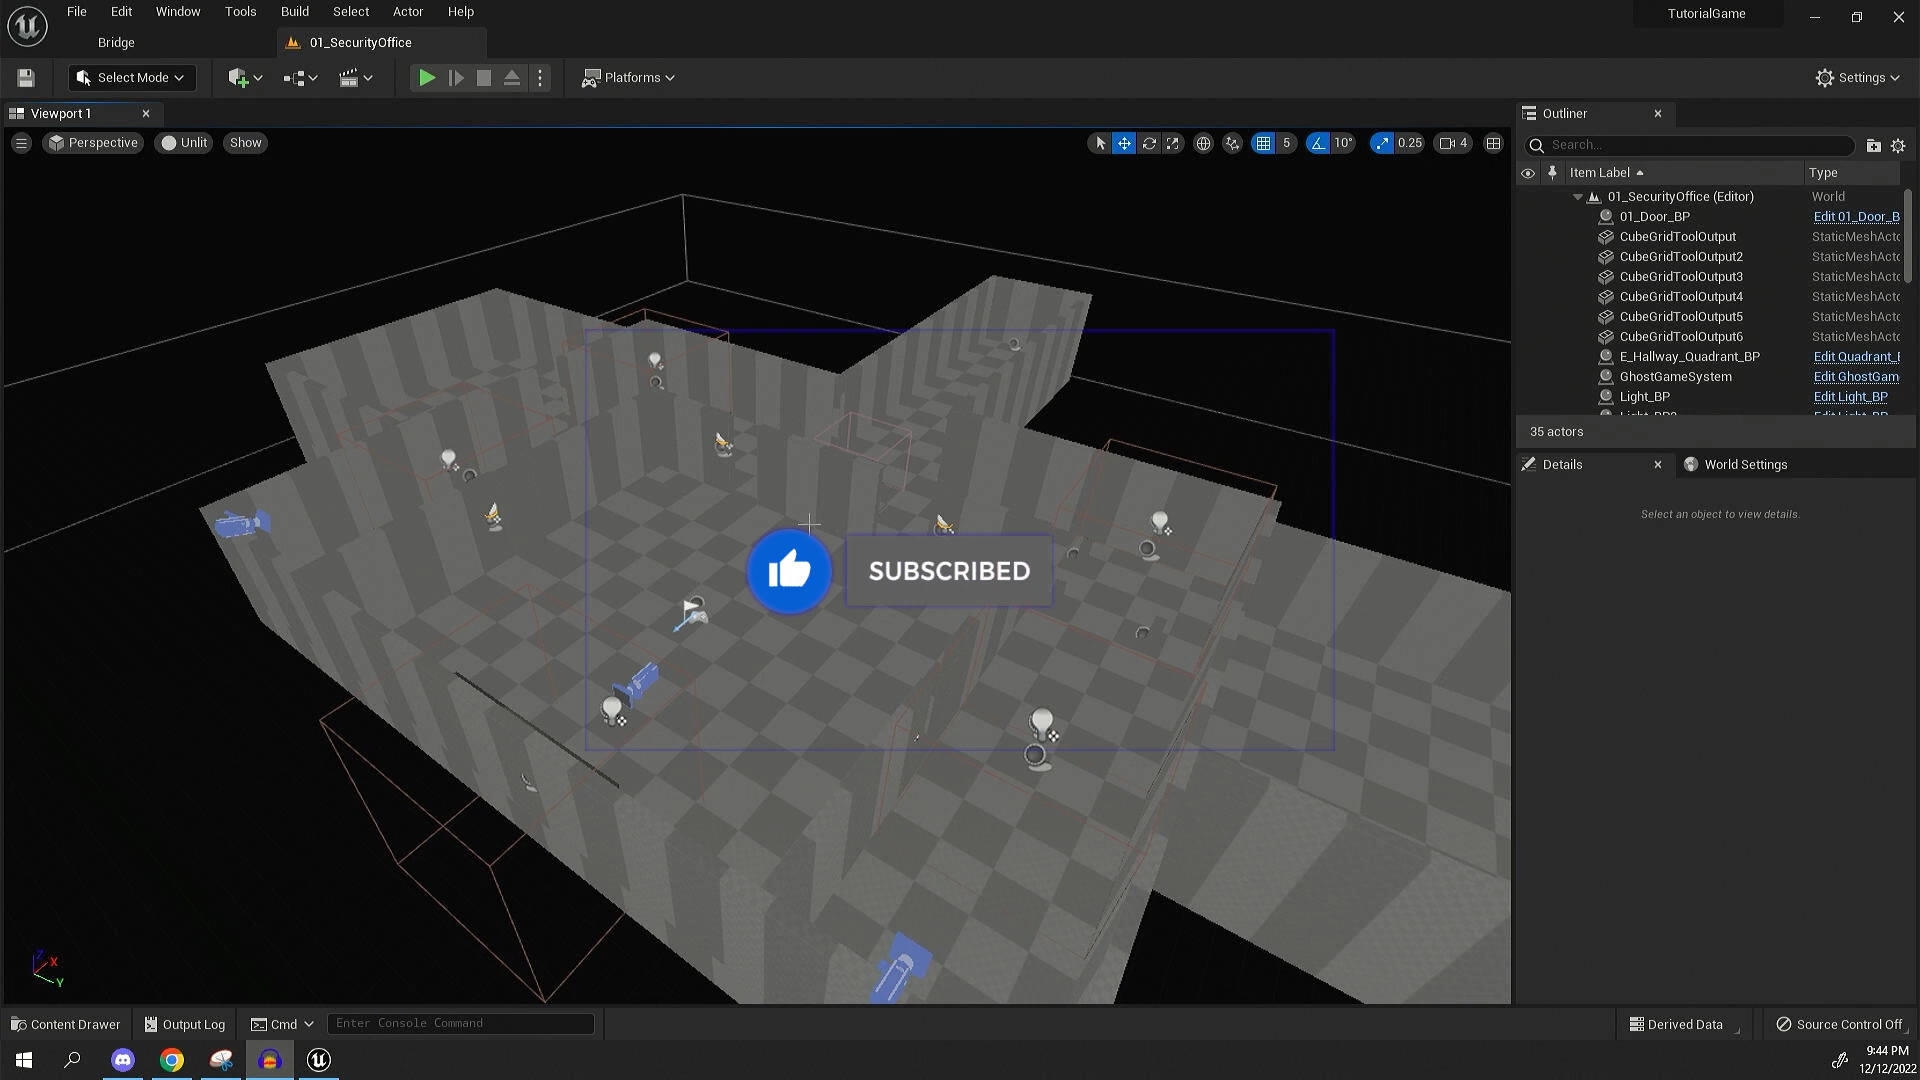 File Edit Window Tools Build Select Actor Help
TutorialGame
Bridge
01_SecurityOffice
Select Mode
Platforms
Settings
Viewport 1
Perspective
Unlit
Show
5
10°
0.25
4
Outliner
Search...
Item Label
Type
01_SecurityOffice (Editor) World
01_Door_BP Edit 01_Door_B
CubeGridToolOutput StaticMeshActo
CubeGridToolOutput2 StaticMeshActo
CubeGridToolOutput3 StaticMeshActo
CubeGridToolOutput4 StaticMeshActo
CubeGridToolOutput5 StaticMeshActo
CubeGridToolOutput6 StaticMeshActo
E_Hallway_Quadrant_BP Edit Quadrant_
GhostGameSystem Edit GhostGam
Light_BP Edit Light_BP
35 actors
Details
World Settings
Select an object to view details.
SUBSCRIBED
Z
X
Y
Content Drawer
Output Log
Cmd
Enter Console Command
Derived Data
Source Control Off
9:44 PM
12/12/2022